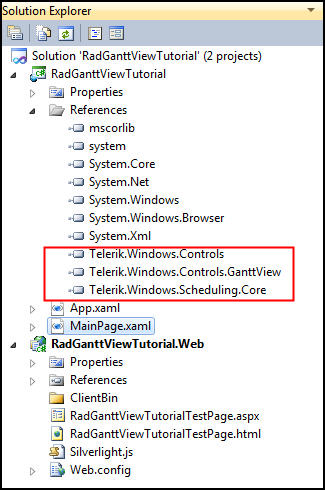 Solution Explorer
Solution 'RadGanttViewTutorial' (2 projects)
RadGanttViewTutorial
Properties
References
mscorlib
system
System.Core
System.Net
System.Windows
System.Windows.Browser
System.Xml
Telerik.Windows.Controls
Telerik.Windows.Controls.GanttView
Telerik.Windows.Scheduling.Core
App.xaml
MainPage.xaml
RadGanttViewTutorial.Web
Properties
References
ClientBin
RadGanttViewTutorialTestPage.aspx
RadGanttViewTutorialTestPage.html
Silverlight.js
Web.config